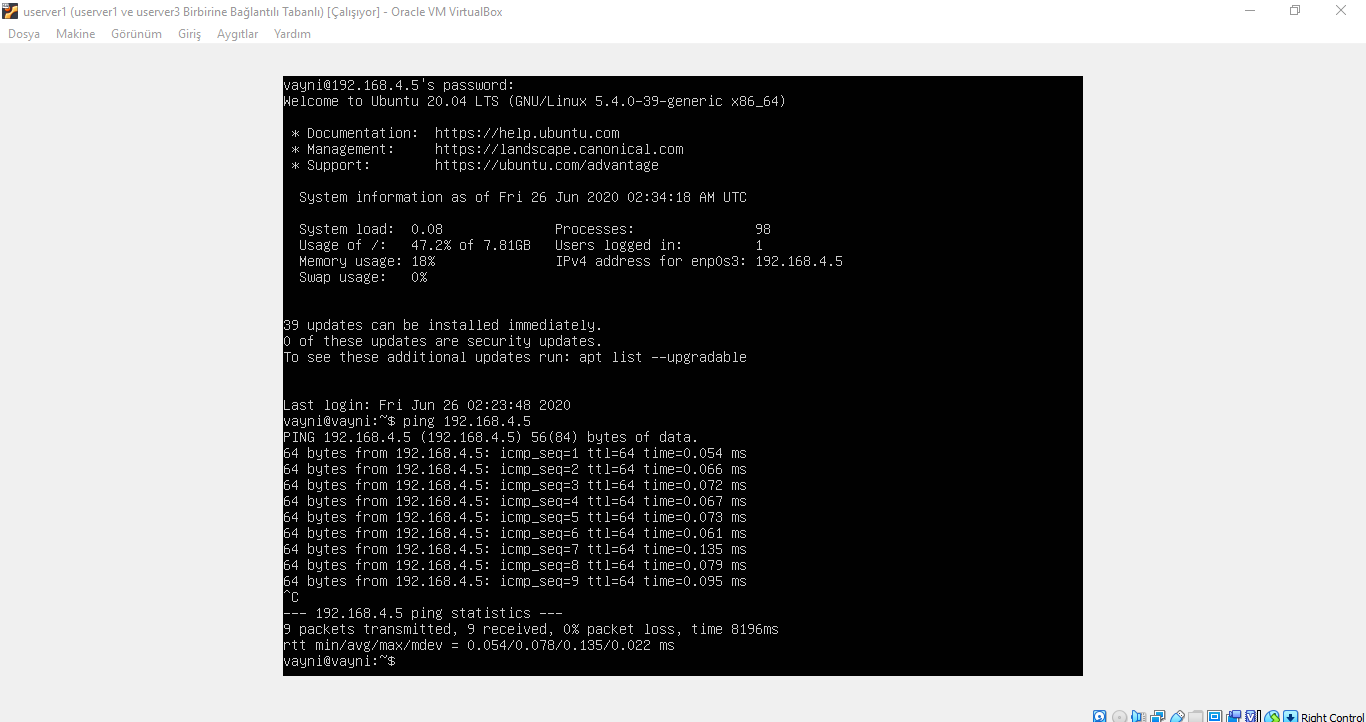 userver1 (userver1 ve userver3 Birbirine Bağlantılı Tabanlı) [Çalışıyor] - Oracle VM VirtualBox
Dosya Makine Görünüm Giriş Aygıtlar Yardım
vayni@192.168.4.5's password:
Welcome to Ubuntu 20.04 LTS (GNU/Linux 5.4.0-39-generic x86_64)
* Documentation: https://help.ubuntu.com
* Management: https://landscape.canonical.com
* Support: https://ubuntu.com/advantage
System information as of Fri 26 Jun 2020 02:34:18 AM UTC
System load: 0.08 Processes: 98
Usage of /: 47.2% of 7.81GB Users logged in: 1
Memory usage: 18% IPv4 address for enp0s3: 192.168.4.5
Swap usage: 0%
39 updates can be installed immediately.
0 of these updates are security updates.
To see these additional updates run: apt list --upgradable
Last login: Fri Jun 26 02:23:48 2020
vayni@vayni:~$ ping 192.168.4.5
PING 192.168.4.5 (192.168.4.5) 56(84) bytes of data.
64 bytes from 192.168.4.5: icmp_seq=1 ttl=64 time=0.054 ms
64 bytes from 192.168.4.5: icmp_seq=2 ttl=64 time=0.066 ms
64 bytes from 192.168.4.5: icmp_seq=3 ttl=64 time=0.072 ms
64 bytes from 192.168.4.5: icmp_seq=4 ttl=64 time=0.067 ms
64 bytes from 192.168.4.5: icmp_seq=5 ttl=64 time=0.073 ms
64 bytes from 192.168.4.5: icmp_seq=6 ttl=64 time=0.061 ms
64 bytes from 192.168.4.5: icmp_seq=7 ttl=64 time=0.135 ms
64 bytes from 192.168.4.5: icmp_seq=8 ttl=64 time=0.079 ms
64 bytes from 192.168.4.5: icmp_seq=9 ttl=64 time=0.095 ms
^C
--- 192.168.4.5 ping statistics ---
9 packets transmitted, 9 received, 0% packet loss, time 8196ms
rtt min/avg/max/mdev = 0.054/0.078/0.135/0.022 ms
vayni@vayni:~$
Right Control